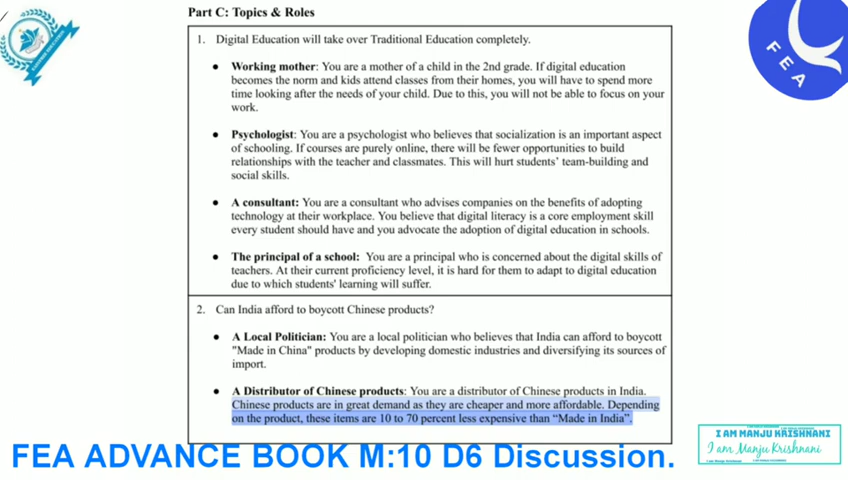 Part C: Topics & Roles
1. Digital Education will take over Traditional Education completely.
● Working mother: You are a mother of a child in the 2nd grade. If digital education
becomes the norm and kids attend classes from their homes, you will have to spend more
time looking after the needs of your child. Due to this, you will not be able to focus on your
work.
● Psychologist: You are a psychologist who believes that socialization is an important aspect
of schooling. If courses are purely online, there will be fewer opportunities to build
relationships with the teacher and classmates. This will hurt students' team-building and
social skills.
● A consultant: You are a consultant who advises companies on the benefits of adopting
technology at their workplace. You believe that digital literacy is a core employment skill
every student should have and you advocate the adoption of digital education in schools.
● The principal of a school: You are a principal who is concerned about the digital skills of
teachers. At their current proficiency level, it is hard for them to adapt to digital education
due to which students' learning will suffer.
2. Can India afford to boycott Chinese products?
● A Local Politician: You are a local politician who believes that India can afford to boycott
"Made in China" products by developing domestic industries and diversifying its sources of
import.
● A Distributor of Chinese products: You are a distributor of Chinese products in India.
Chinese products are in great demand as they are cheaper and more affordable. Depending
on the product, these items are 10 to 70 percent less expensive than “Made in India”.
FEA
I AM MANJU KRISHNANI
I am Manju Krishnani
FEA ADVANCE BOOK M:10 D6 Discussion.